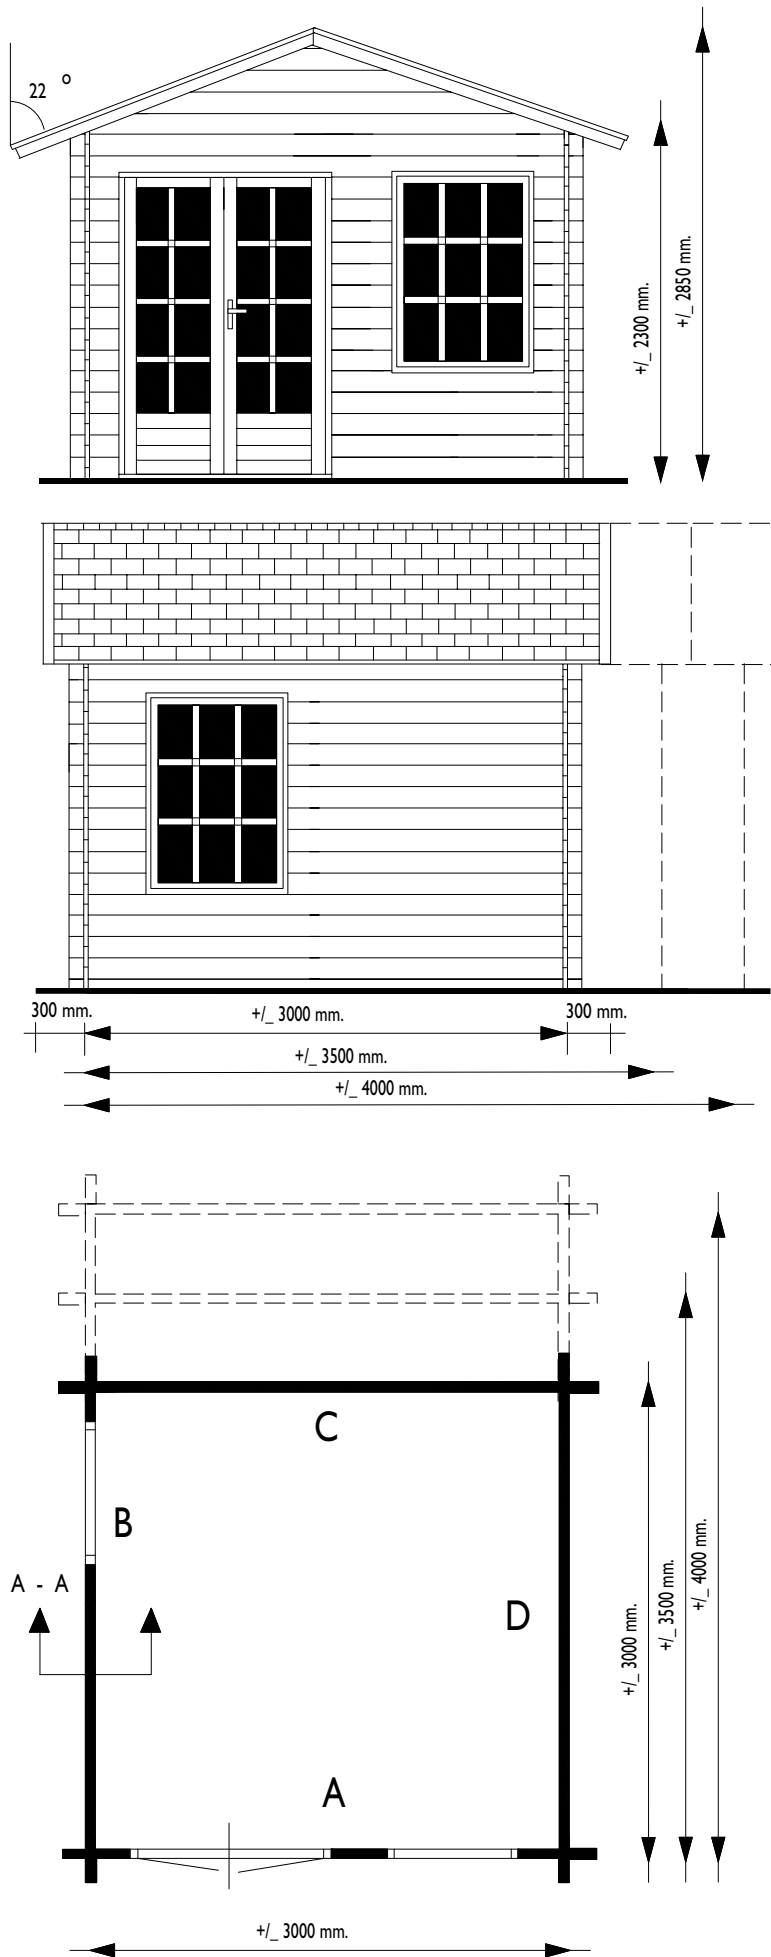 22 °
+/_ 2300 mm.
+/_ 2850 mm.
300 mm.
+/_ 3000 mm.
300 mm.
+/_ 3500 mm.
+/_ 4000 mm.
C
B
A - A
D
A
+/_ 3000 mm.
+/_ 3500 mm.
+/_ 4000 mm.
+/_ 3000 mm.